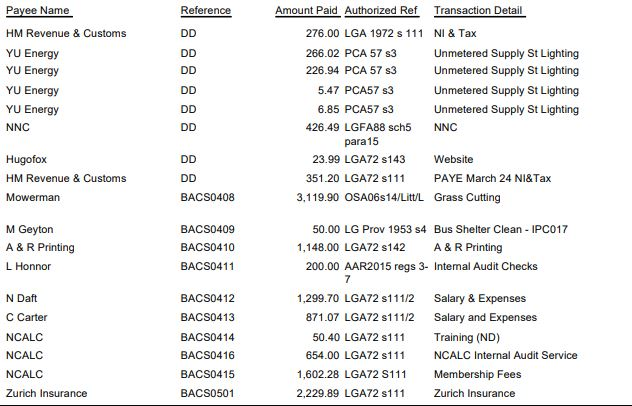 Payee Name Reference Amount Paid Authorized Ref Transaction Detail
HM Revenue & Customs DD 276.00 LGA 1972 s 111 NI & Tax
YU Energy DD 266.02 PCA 57 s3 Unmetered Supply St Lighting
YU Energy DD 226.94 PCA 57 s3 Unmetered Supply St Lighting
YU Energy DD 5.47 PCA57 s3 Unmetered Supply St Lighting
YU Energy DD 6.85 PCA57 s3 Unmetered Supply St Lighting
NNC DD 426.49 LGFA88 sch5 NNC
para15
Hugofox DD 23.99 LGA72 s143 Website
HM Revenue & Customs DD 351.20 LGA72 s111 PAYE March 24 NI&Tax
Mowerman BACS0408 3,119.90 OSA06s14/Litt/L Grass Cutting
M Geyton BACS0409 50.00 LG Prov 1953 s4 Bus Shelter Clean - IPC017
A & R Printing BACS0410 1,148.00 LGA72 s142 A & R Printing
L Honnor BACS0411 200.00 AAR2015 regs 3- Internal Audit Checks
7
N Daft BACS0412 1,299.70 LGA72 s111/2 Salary & Expenses
C Carter BACS0413 871.07 LGA72 s111/2 Salary and Expenses
NCALC BACS0414 50.40 LGA72 s111 Training (ND)
NCALC BACS0416 654.00 LGA72 s111 NCALC Internal Audit Service
NCALC BACS0415 1,602.28 LGA72 S111 Membership Fees
Zurich Insurance BACS0501 2,229.89 LGA72 s111 Zurich Insurance